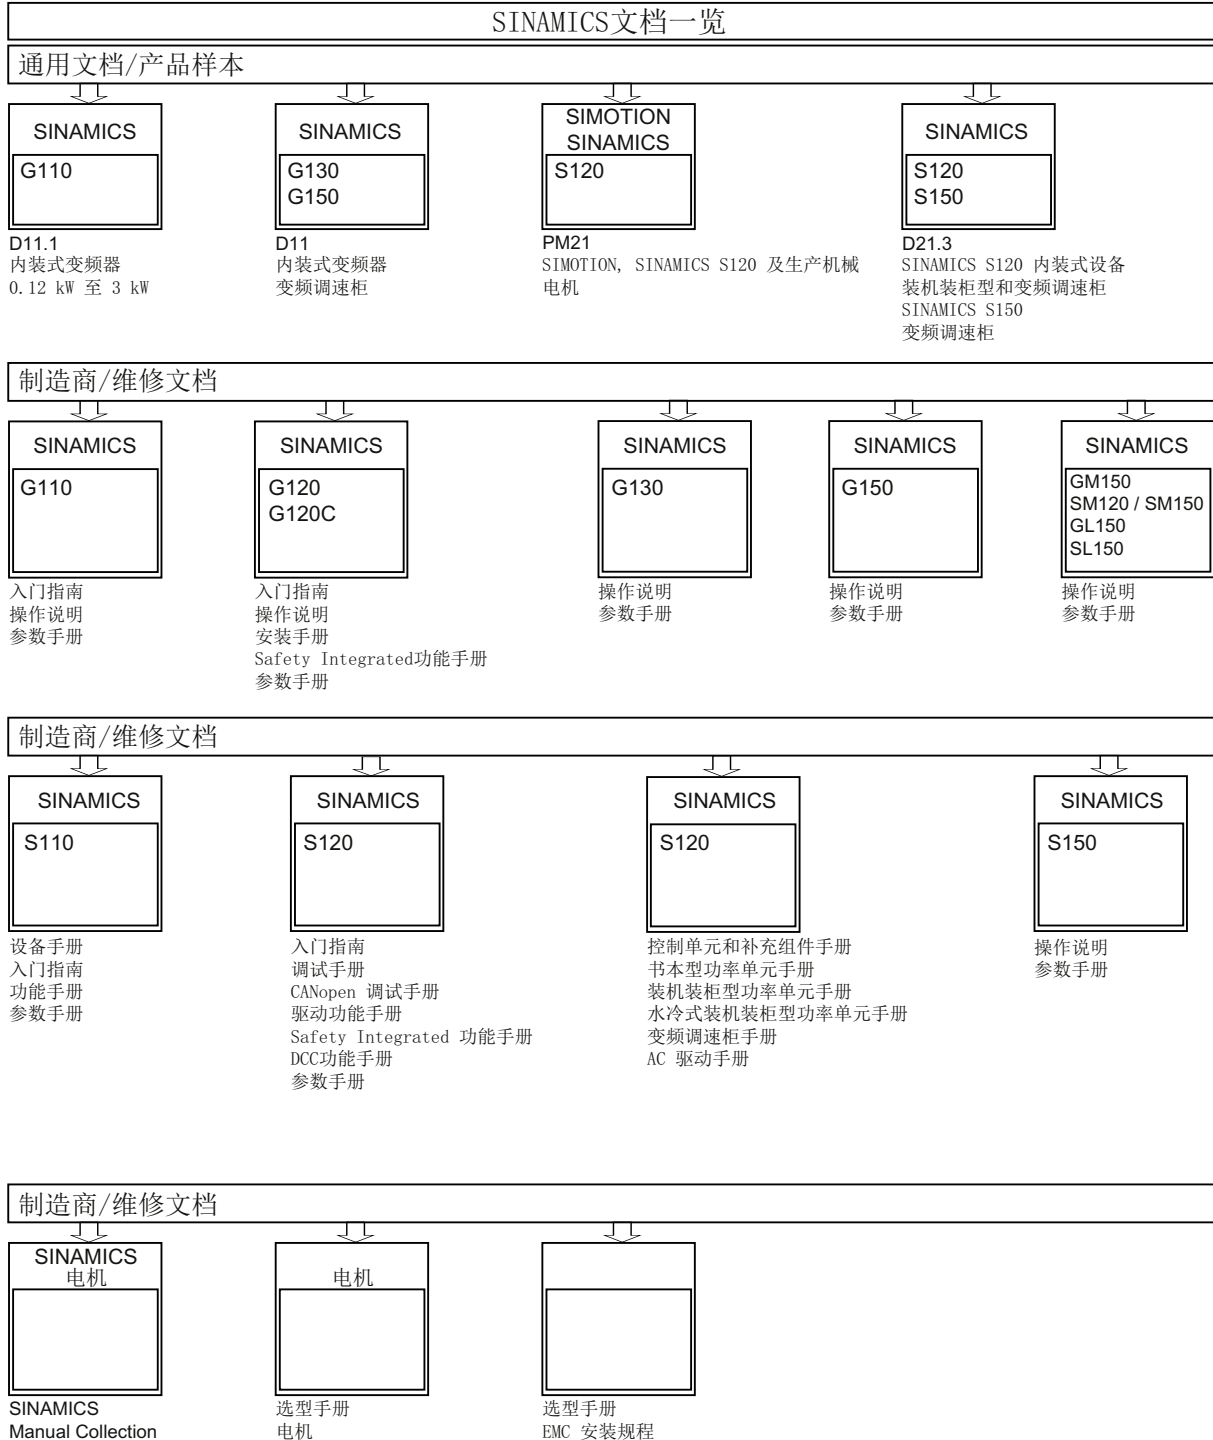 SINAMICS文档一览
通用文档/产品样本
SINAMICS
G110
D11.1
内装式变频器
0.12 kW 至 3 kW
SINAMICS
G130
G150
D11
内装式变频器
变频调速柜
SIMOTION
SINAMICS
S120
PM21
SIMOTION, SINAMICS S120 及生产机械
电机
SINAMICS
S120
S150
D21.3
SINAMICS S120 内装式设备
装机装柜型和变频调速柜
SINAMICS S150
变频调速柜
制造商/维修文档
SINAMICS
G110
入门指南
操作说明
参数手册
SINAMICS
G120
G120C
入门指南
操作说明
安装手册
Safety Integrated功能手册
参数手册
SINAMICS
G130
操作说明
参数手册
SINAMICS
G150
操作说明
参数手册
SINAMICS
GM150
SM120 / SM150
GL150
SL150
操作说明
参数手册
制造商/维修文档
SINAMICS
S110
设备手册
入门指南
功能手册
参数手册
SINAMICS
S120
入门指南
调试手册
CANopen 调试手册
驱动功能手册
Safety Integrated 功能手册
DCC功能手册
参数手册
SINAMICS
S120
控制单元和补充组件手册
书本型功率单元手册
装机装柜型功率单元手册
水冷式装机装柜型功率单元手册
变频调速柜手册
AC 驱动手册
SINAMICS
S150
操作说明
参数手册
制造商/维修文档
SINAMICS
电机
SINAMICS
Manual Collection
电机
选型手册
电机
选型手册
EMC 安装规程